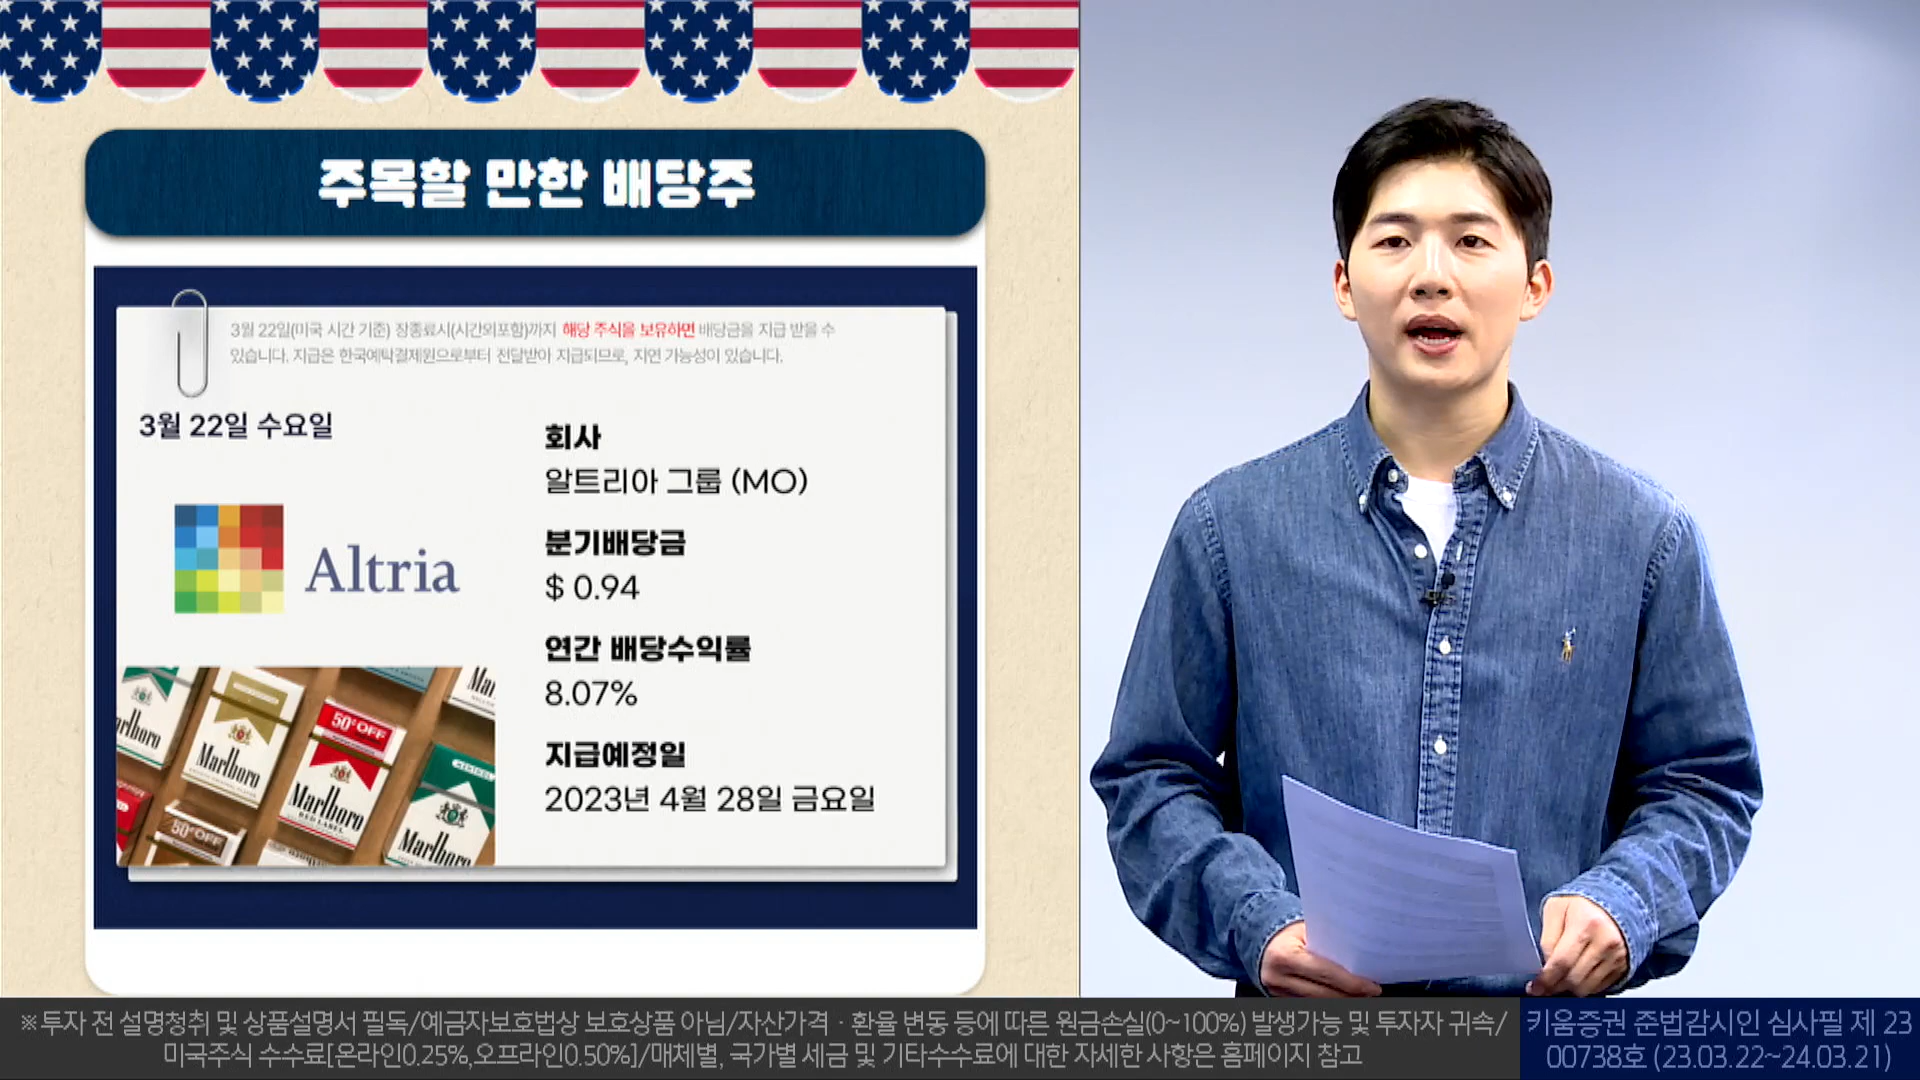 주목할 만한 배당주
3월 22일(미국 시간 기준) 장종료시(시간외포함)까지 해당 주식을 보유하면 배당금을 지급 받을 수
있습니다. 지급은 한국예탁결제원으로부터 전달받아 지급되므로, 지연 가능성이 있습니다.
3월 22일 수요일
Altria
회사
알트리아 그룹 (MO)
분기배당금
$ 0.94
연간 배당수익률
8.07%
지급예정일
2023년 4월 28일 금요일
arlboro
Marlboro
50¢ OFF
Marlboro
RED LABEL
MENTHOL
Marlboro
Mar
50¢ OFF
※투자 전 설명청취 및 상품설명서 필독/예금자보호법상 보호상품 아님/자산가격 · 환율 변동 등에 따른 원금손실(0~100%) 발생가능 및 투자자 귀속/
미국주식 수수료[온라인0.25%,오프라인0.50%]/매체별, 국가별 세금 및 기타수수료에 대한 자세한 사항은 홈페이지 참고
키움증권 준법감시인 심사필 제 23
00738호 (23.03.22~24.03.21)